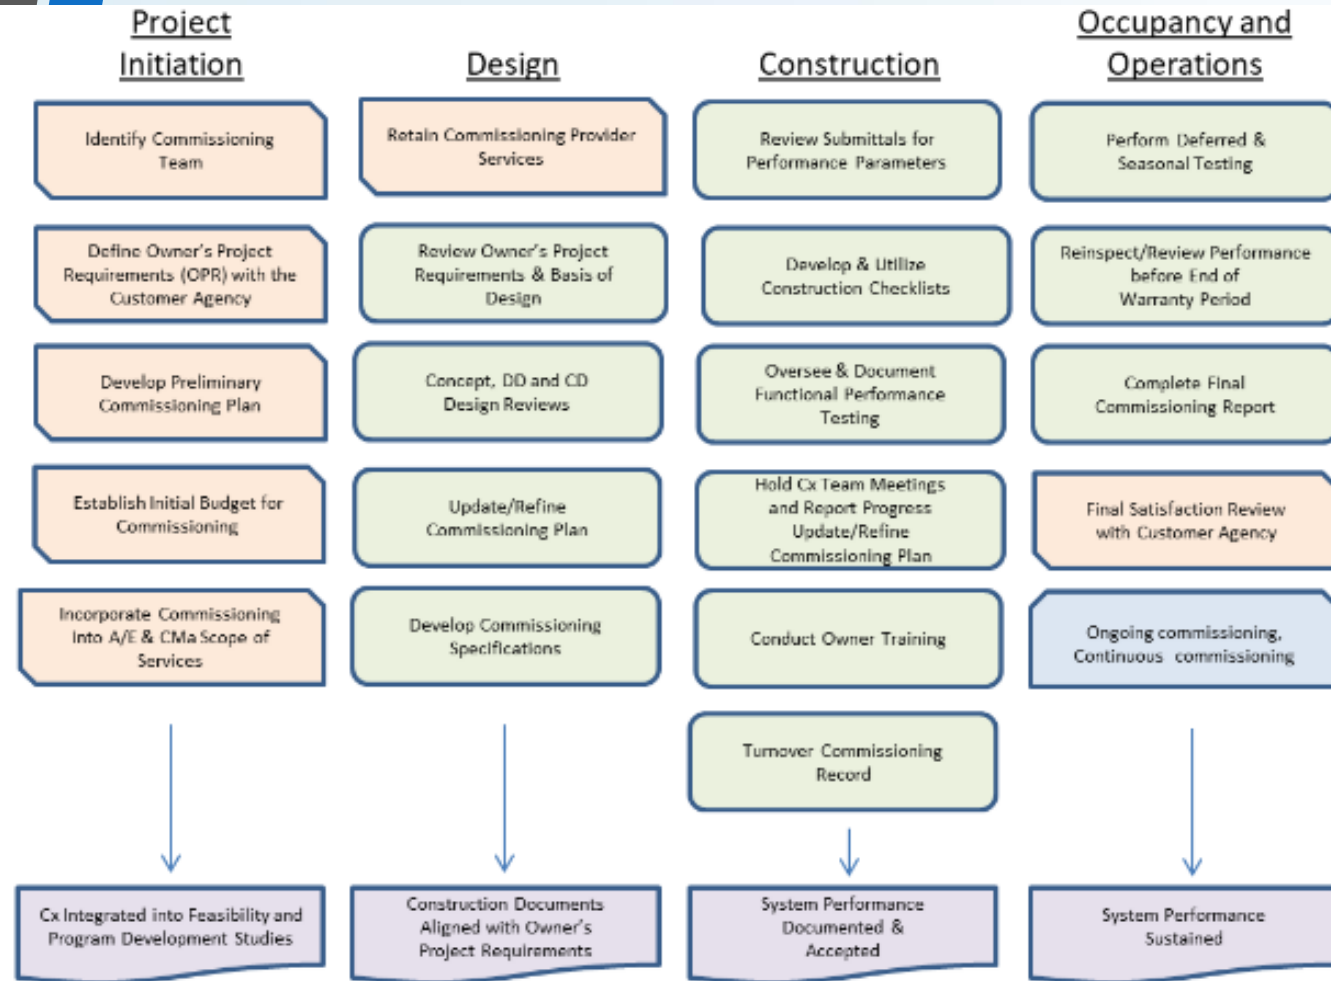 Project
Initiation
Identify Commissioning
Team
Define Owner's Project
Requirements (OPR) with the
Customer Agency
Develop Preliminary
Commissioning Plan
Establish Initial Budget for
Commissioning
Incorporate Commissioning
Into A/E & CMa Scope of
Services
Cx Integrated into Feasibility and
Program Development Studies
Design
Retain Commissioning Provider
Services
Review Owner's Project
Requirements & Basis of
Design
Concept, DD and CD
Design Reviews
Update/Refine
Commissioning Plan
Develop Commissioning
Specifications
Construction Documents
Aligned with Owner's
Project Requirements
Construction
Review Submittals for
Performance Parameters
Develop & Utilize
Construction Checklists
Oversee & Document
Functional Performance
Testing
Hold Cx Team Meetings
and Report Progress
Update/Refine
Commissioning Plan
Conduct Owner Training
Turnover Commissioning
Record
System Performance
Documented &
Accepted
Occupancy and
Operations
Perform Deferred &
Seasonal Testing
Reinspect/Review Performance
before End of
Warranty Period
Complete Final
Commissioning Report
Final Satisfaction Review
with Customer Agency
Ongoing commissioning,
Continuous commissioning
System Performance
Sustained